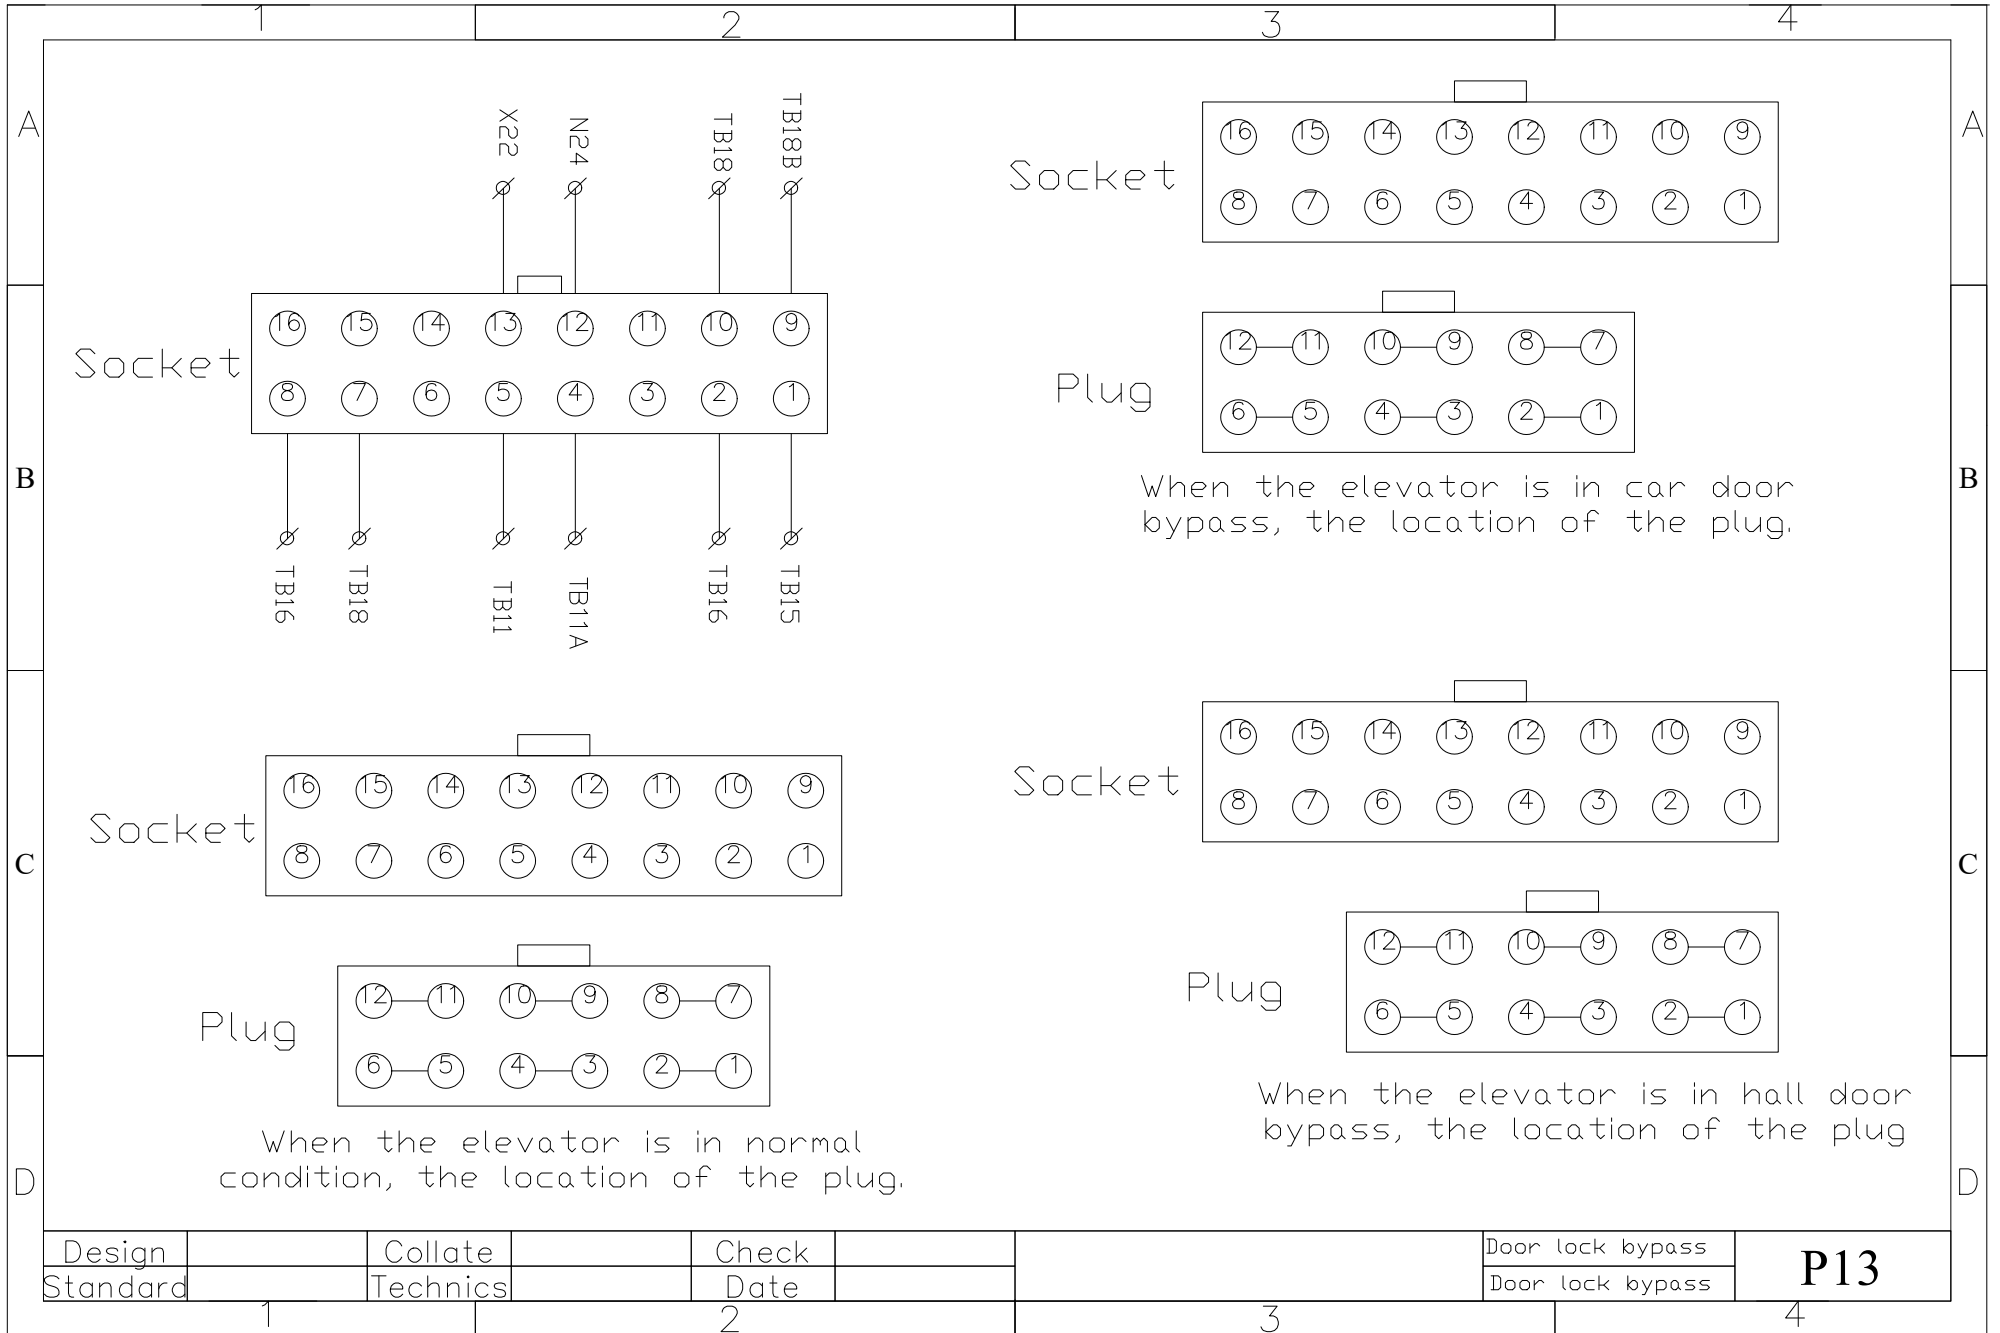 1 2 3 4
A A
X22 N24 TB18 TB18B
Socket
16 15 14 13 12 11 10 9
8 7 6 5 4 3 2 1
TB16 TB18 TB11 TB11A TB16 TB15
Socket
16 15 14 13 12 11 10 9
8 7 6 5 4 3 2 1
Plug
12 11 10 9 8 7
6 5 4 3 2 1
When the elevator is in car door
bypass, the location of the plug.
B B
Socket
16 15 14 13 12 11 10 9
8 7 6 5 4 3 2 1
Plug
12 11 10 9 8 7
6 5 4 3 2 1
When the elevator is in normal
condition, the location of the plug.
Socket
16 15 14 13 12 11 10 9
8 7 6 5 4 3 2 1
Plug
12 11 10 9 8 7
6 5 4 3 2 1
When the elevator is in hall door
bypass, the location of the plug
C C
D D
Design Collate Check
Standard Technics Date
Door lock bypass
Door lock bypass
P13
1 2 3 4